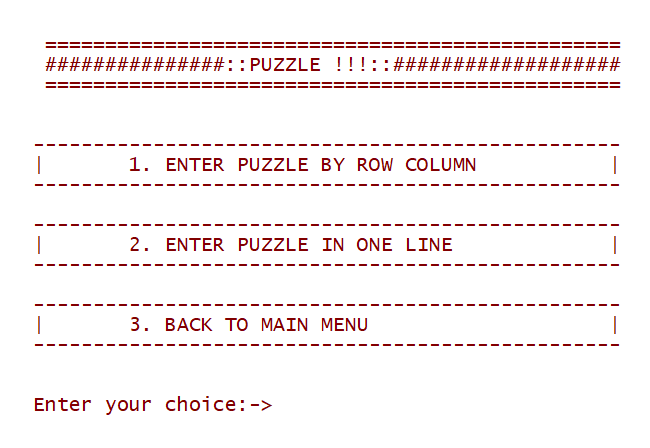 ================================================
###############::PUZZLE !!!::###################
================================================
-------------------------------------------------
|       1. ENTER PUZZLE BY ROW COLUMN           |
-------------------------------------------------
-------------------------------------------------
|       2. ENTER PUZZLE IN ONE LINE             |
-------------------------------------------------
-------------------------------------------------
|       3. BACK TO MAIN MENU                    |
-------------------------------------------------
Enter your choice:->